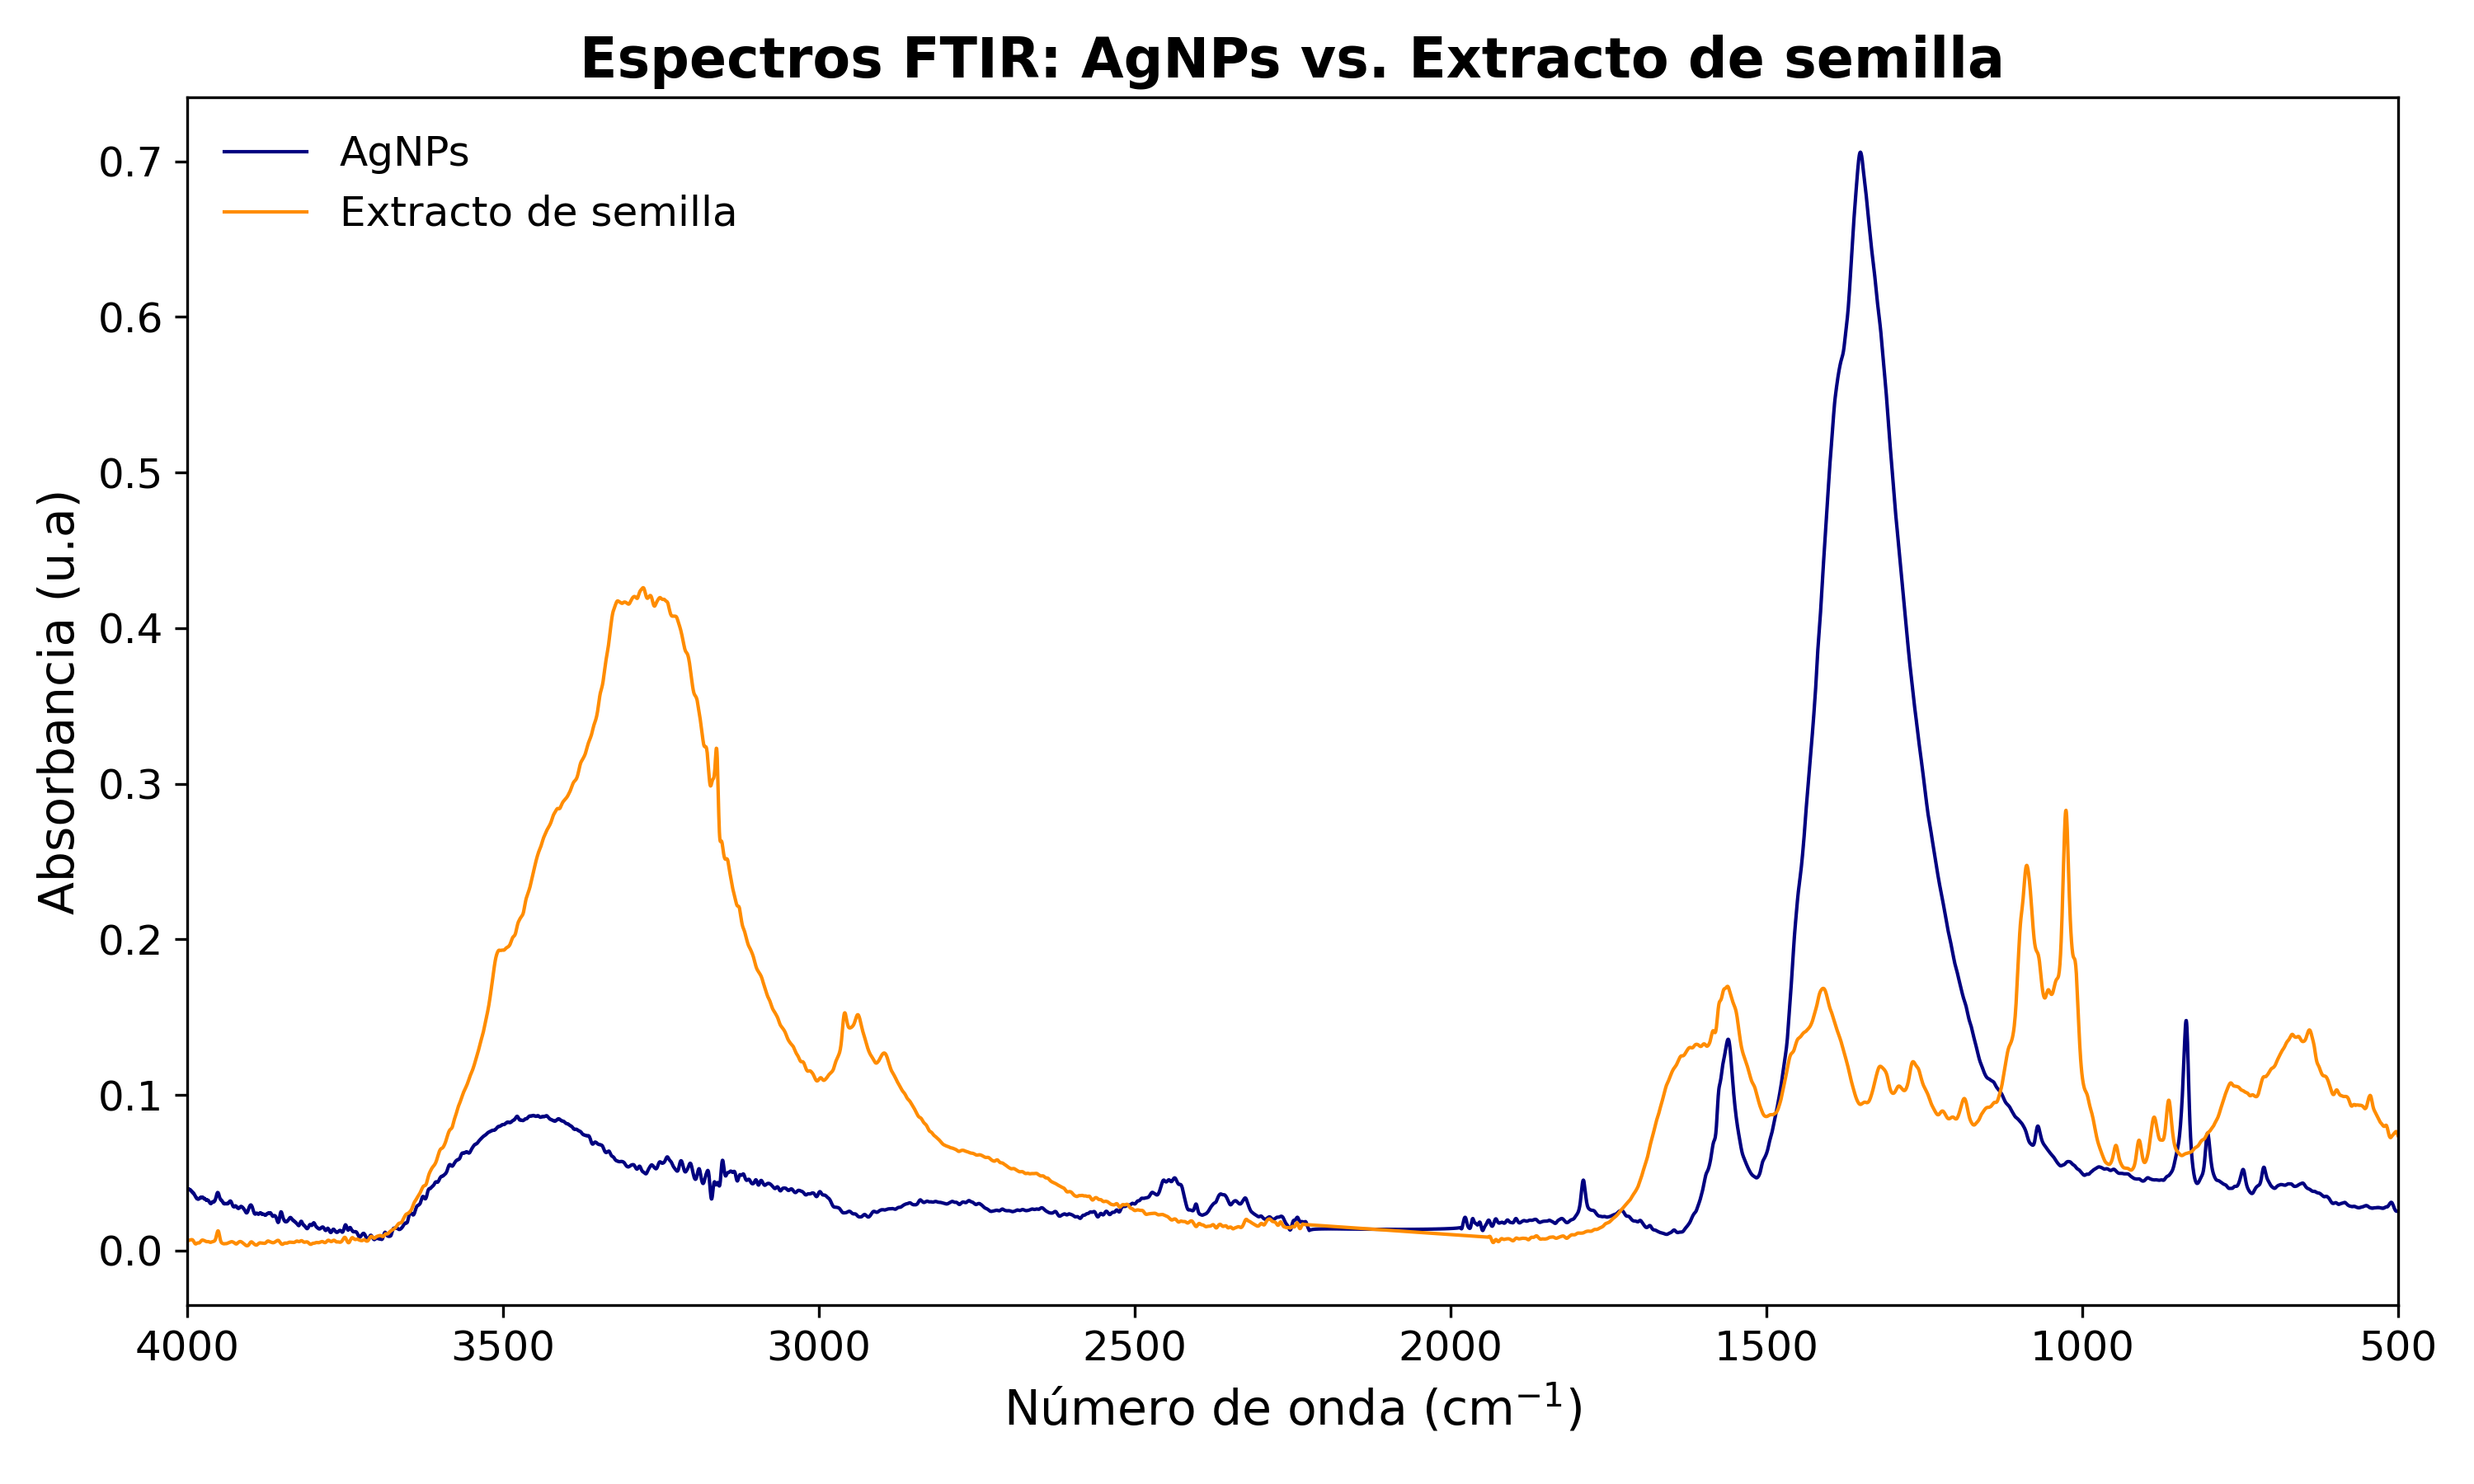 Espectros FTIR: AgNPs vs. Extracto de semilla
AgNPs
Extracto de semilla
Absorbancia (u.a)
0.7
0.6
0.5
0.4
0.3
0.2
0.1
0.0
4000 3500 3000 2500 2000 1500 1000 500
Número de onda (cm⁻¹)